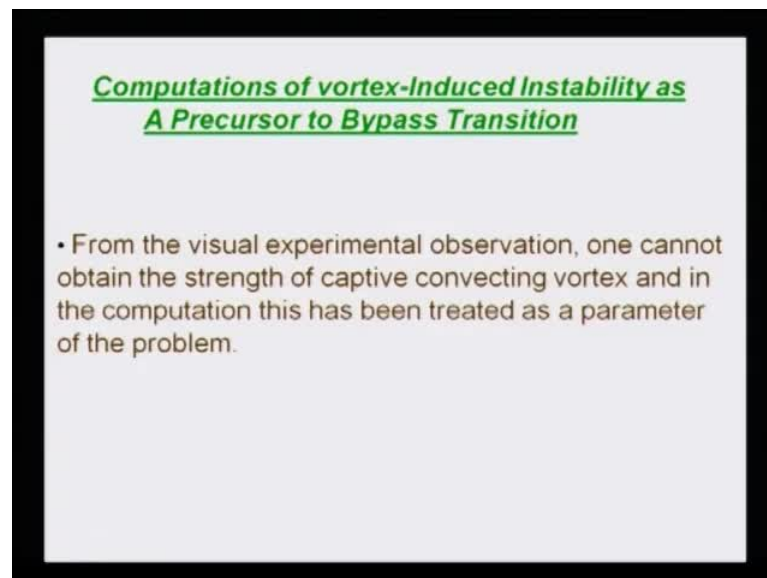 Computations of vortex-Induced Instability as
A Precursor to Bypass Transition
• From the visual experimental observation, one cannot
obtain the strength of captive convecting vortex and in
the computation this has been treated as a parameter
of the problem.